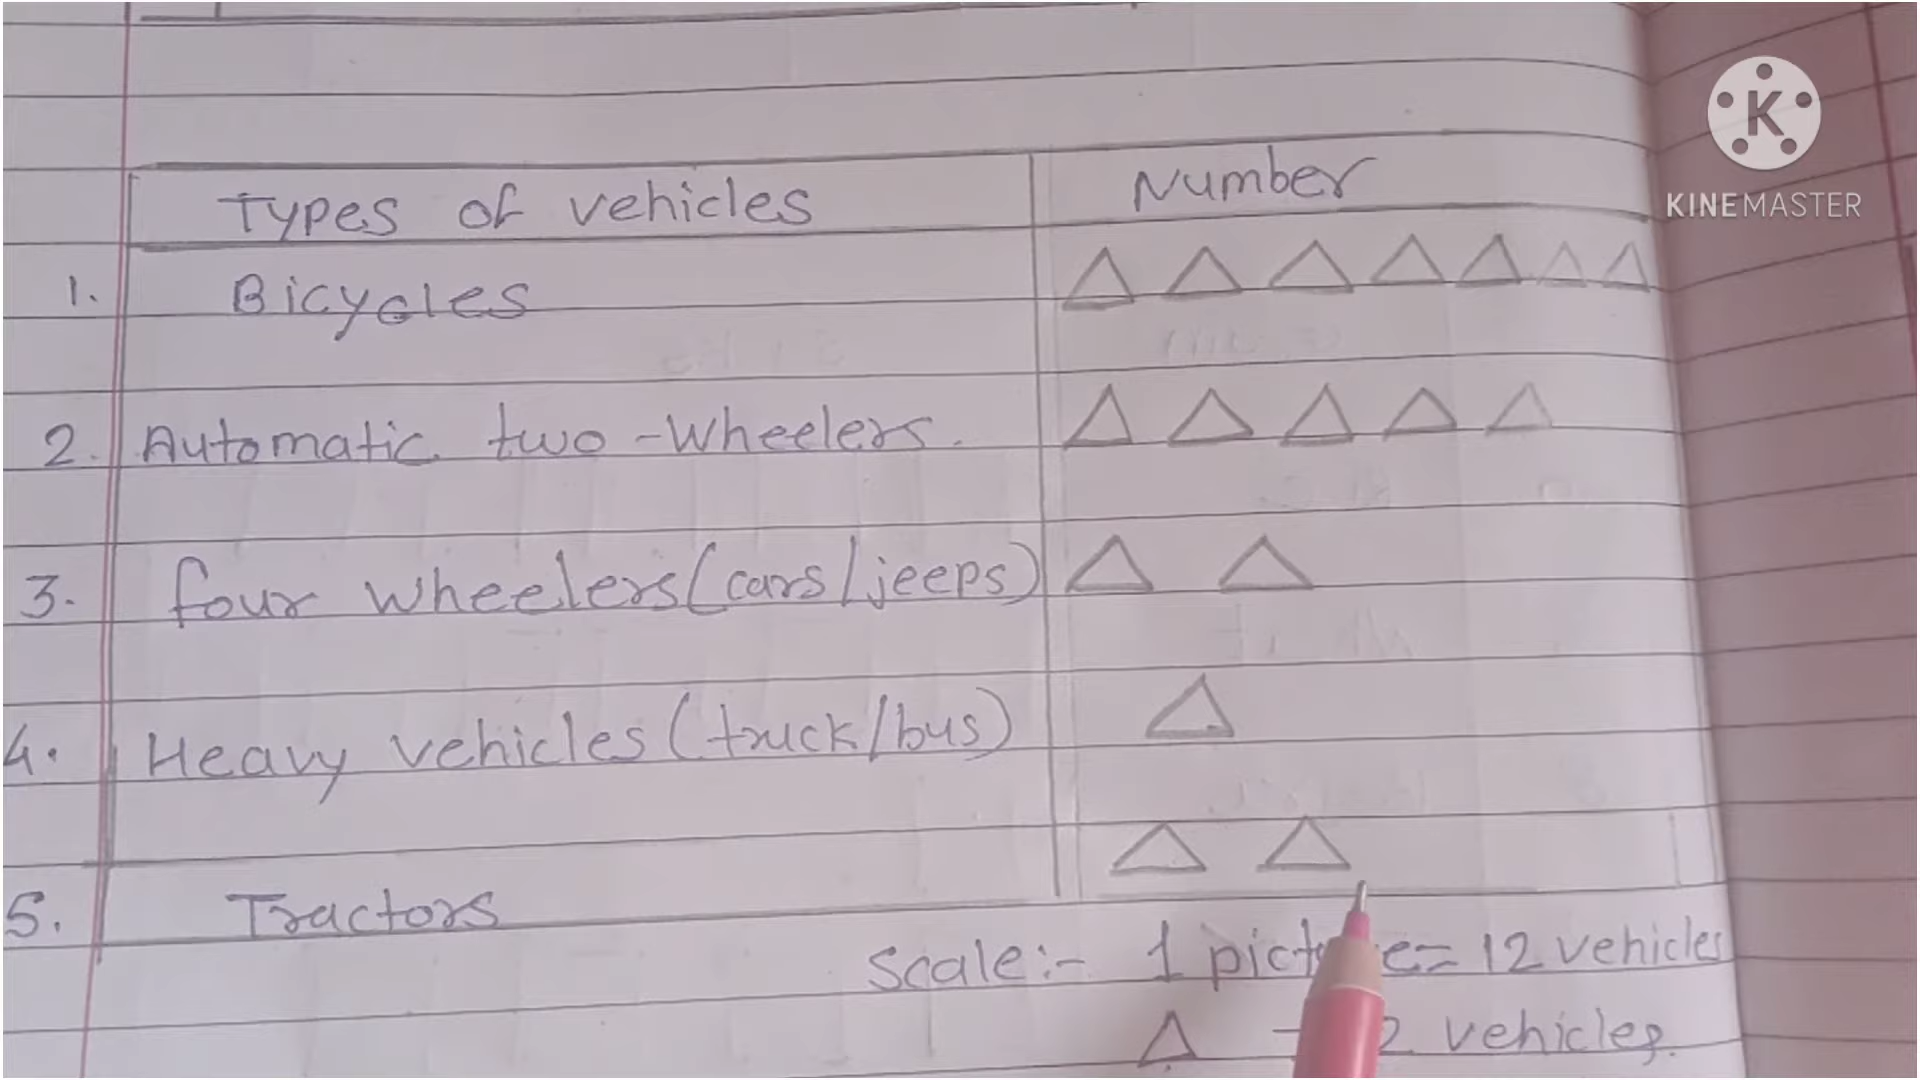 K
KINEMASTER
Types of vehicles Number
1. Bicycles △ △ △ △ △ △ △
2. Automatic two-wheelers. △ △ △ △ △
3. four wheelers (cars/jeeps) △ △
4. Heavy vehicles (truck/bus) △
5. Tractors △ △
Scale:- 1 = 12 vehicles
△ vehicles.